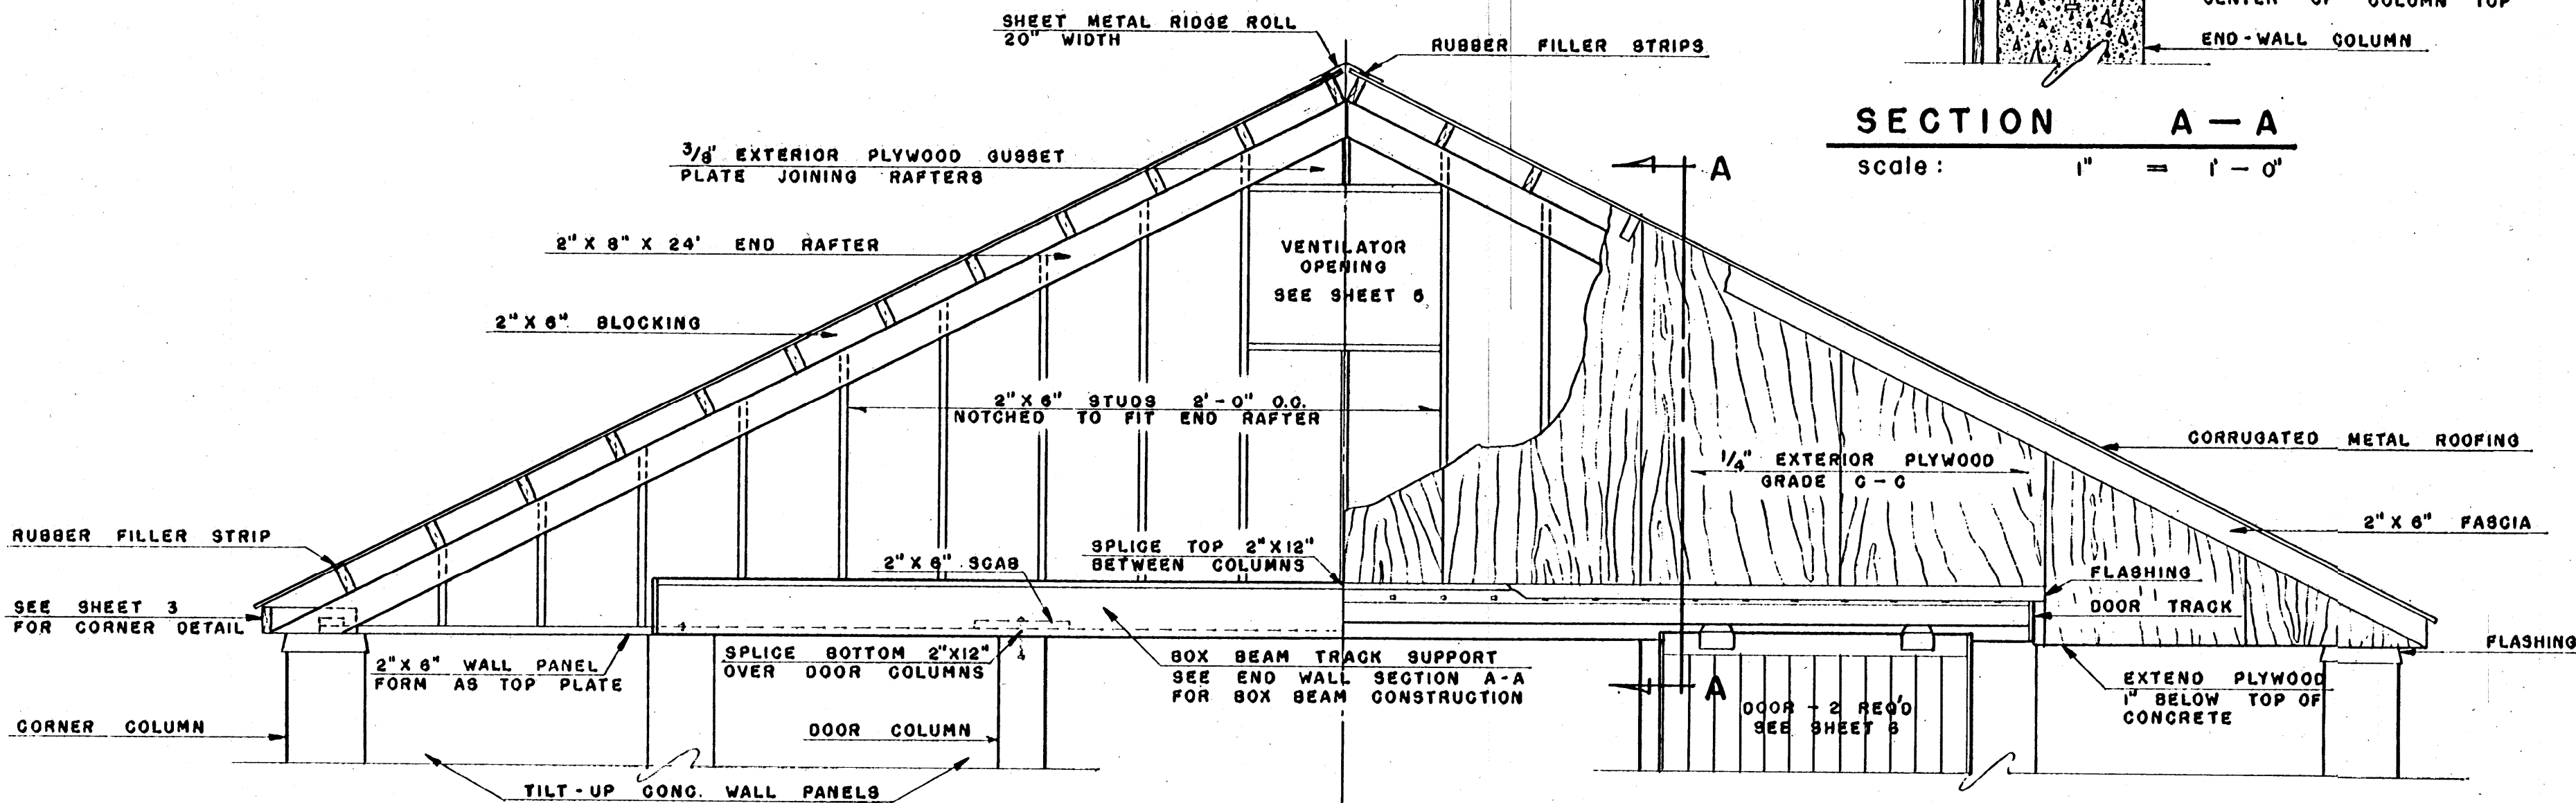 SHEET METAL RIDGE ROLL
20" WIDTH
RUBBER FILLER STRIPS
CENTER OF COLUMN TOP
END-WALL COLUMN
SECTION A — A
scale: 1" = 1' - 0"
3/8" EXTERIOR PLYWOOD GUSSET
PLATE JOINING RAFTERS
A
2" X 8" X 24' END RAFTER
VENTILATOR
OPENING
SEE SHEET 6
2" X 6" BLOCKING
2" X 6" STUDS 2'-0" O.C.
NOTCHED TO FIT END RAFTER
CORRUGATED METAL ROOFING
1/4" EXTERIOR PLYWOOD
GRADE C-C
2" X 6" FASCIA
RUBBER FILLER STRIP
2" X 6" SCAB
SPLICE TOP 2"X12"
BETWEEN COLUMNS
FLASHING
DOOR TRACK
SEE SHEET 3
FOR CORNER DETAIL
FLASHING
2" X 6" WALL PANEL
FORM AS TOP PLATE
SPLICE BOTTOM 2"X12"
OVER DOOR COLUMNS
BOX BEAM TRACK SUPPORT
SEE END WALL SECTION A-A
FOR BOX BEAM CONSTRUCTION
A
DOOR - 2 REQ'D
SEE SHEET 6
EXTEND PLYWOOD
1" BELOW TOP OF
CONCRETE
CORNER COLUMN
DOOR COLUMN
TILT-UP CONC. WALL PANELS